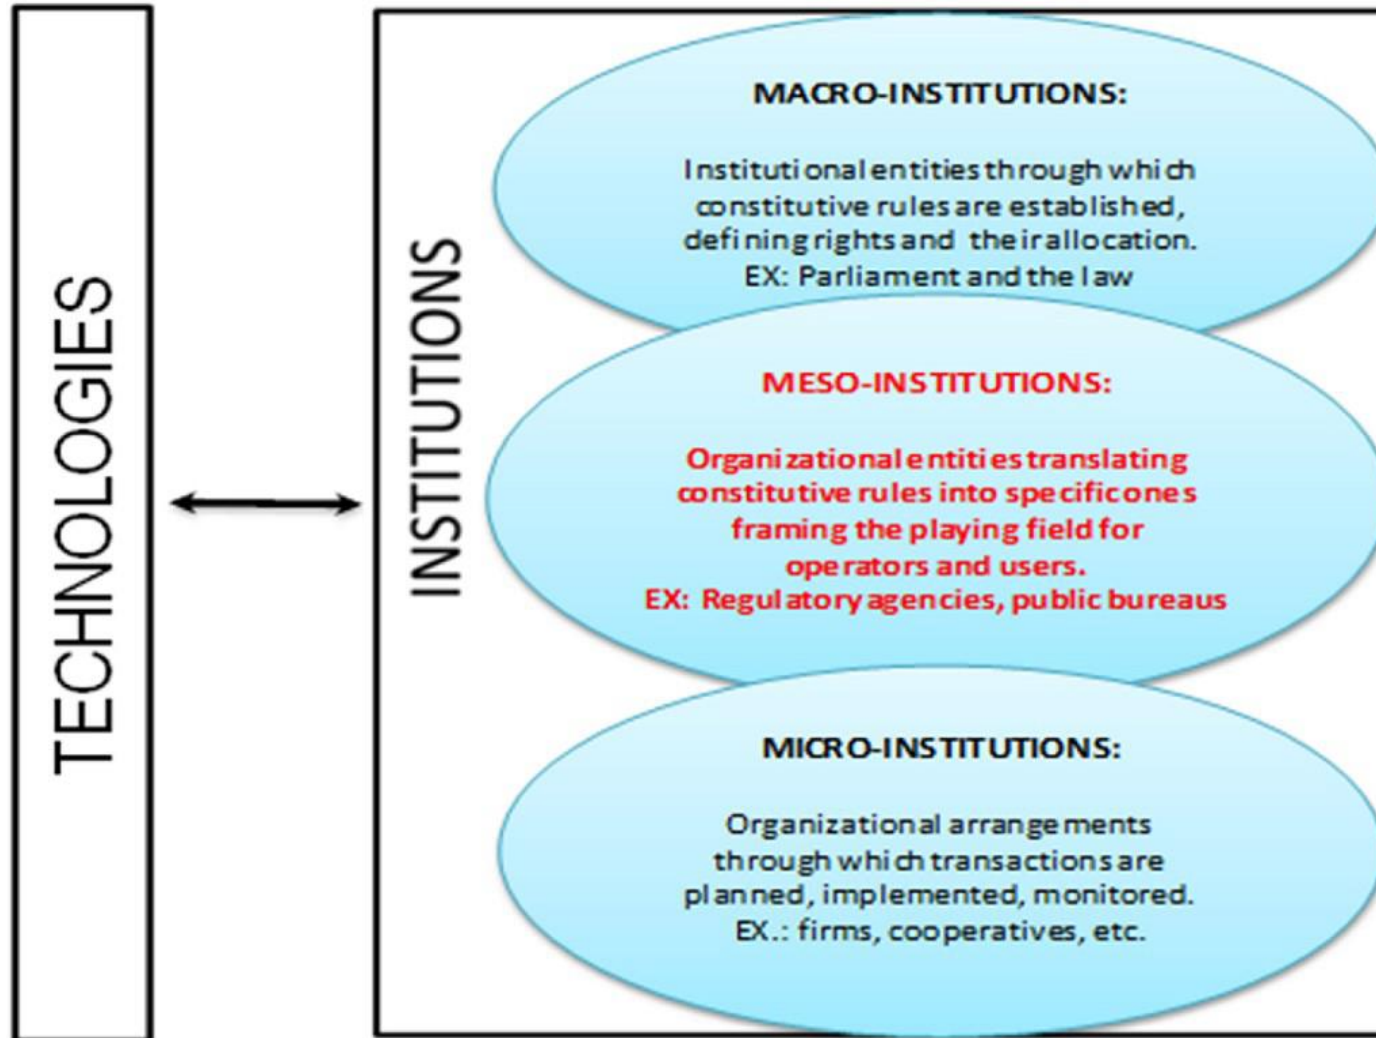 TECHNOLOGIES
INSTITUTIONS
MACRO-INSTITUTIONS:
Institutional entities through which
constitutive rules are established,
defining rights and their allocation.
EX: Parliament and the law
MESO-INSTITUTIONS:
Organizational entities translating
constitutive rules into specific ones
framing the playing field for
operators and users.
EX: Regulatory agencies, public bureaus
MICRO-INSTITUTIONS:
Organizational arrangements
through which transactions are
planned, implemented, monitored.
EX.: firms, cooperatives, etc.